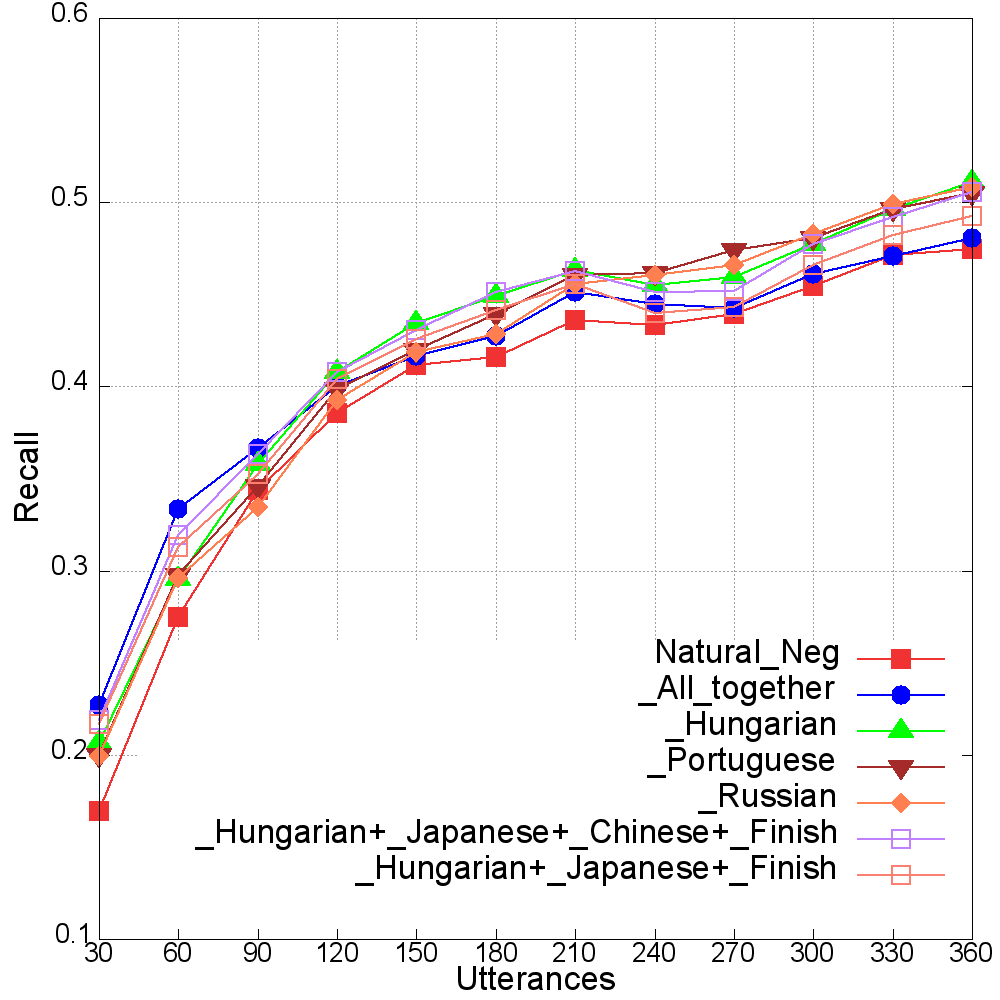 0.6
0.5
0.4
0.3
0.2
0.1
Recall
Natural_Neg
_All_together
_Hungarian
_Portuguese
_Russian
_Hungarian+_Japanese+_Chinese+_Finish
_Hungarian+_Japanese+_Finish
30 60 90 120 150 180 210 240 270 300 330 360
Utterances